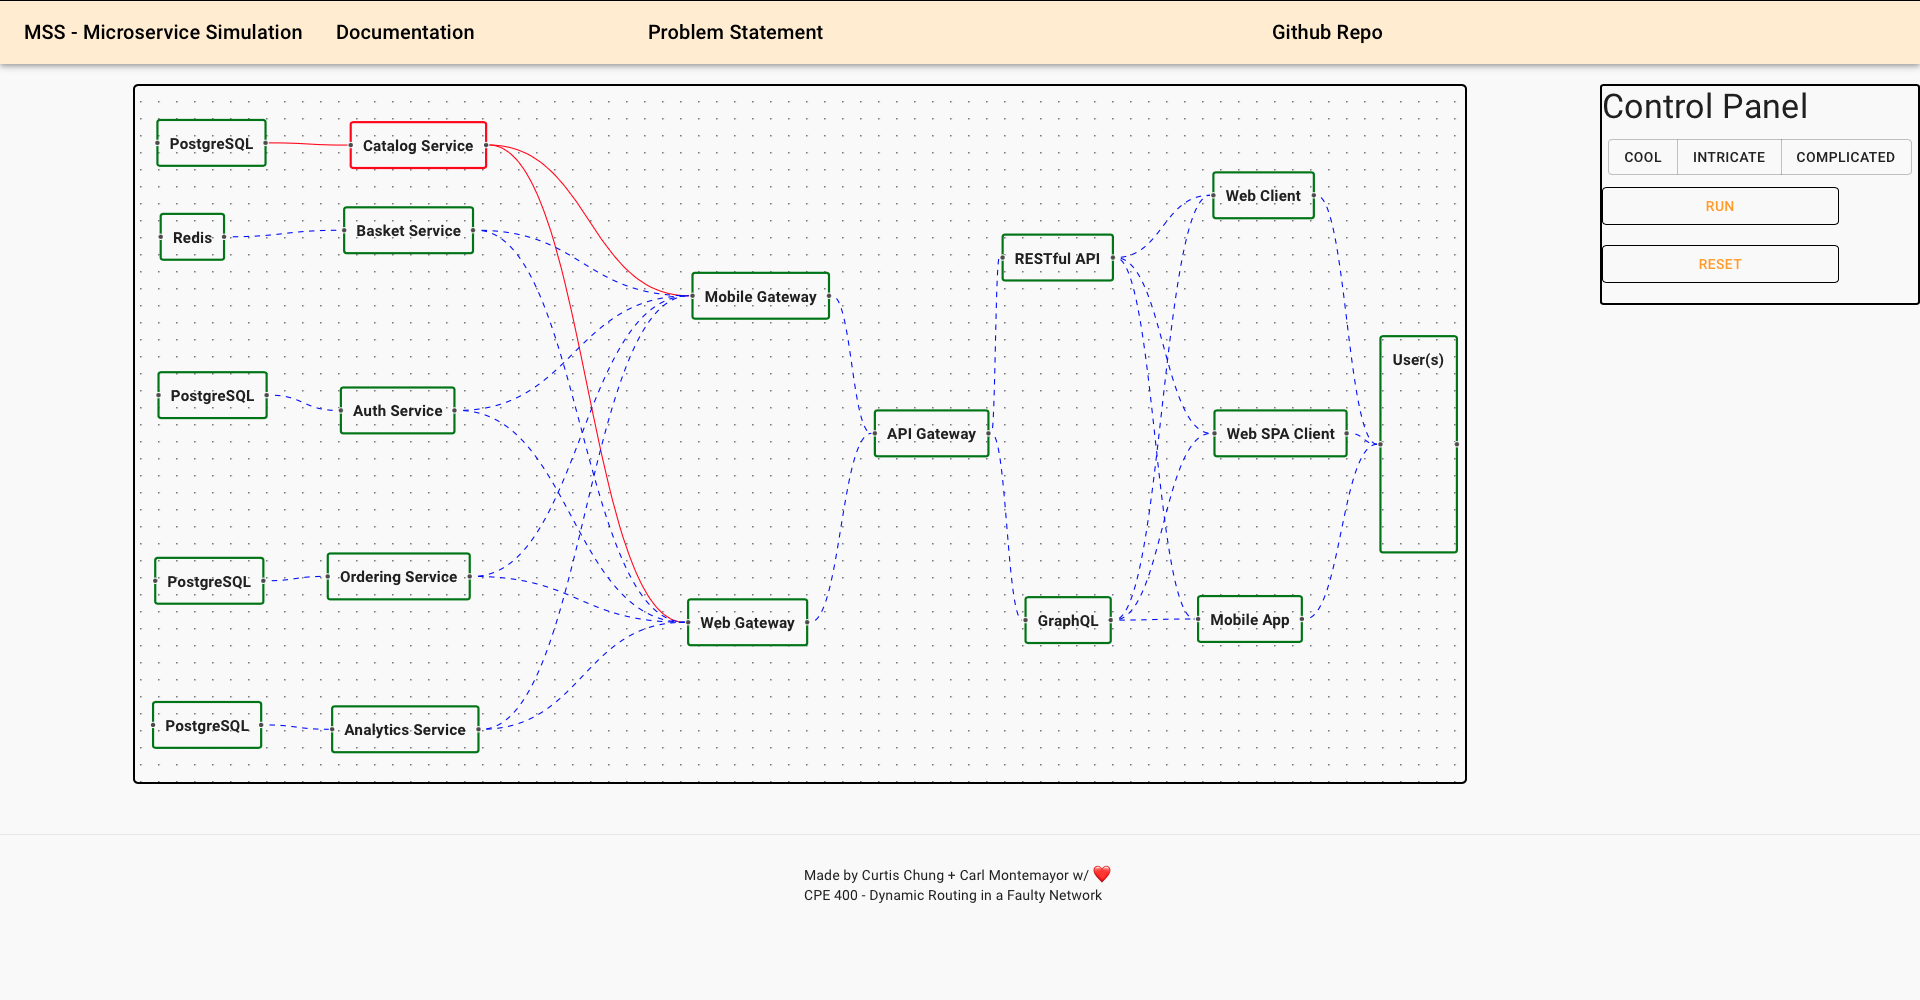 MSS - Microservice Simulation
Documentation
Problem Statement
Github Repo
Control Panel
COOL
INTRICATE
COMPLICATED
RUN
RESET
PostgreSQL
Catalog Service
Redis
Basket Service
PostgreSQL
Auth Service
PostgreSQL
Ordering Service
PostgreSQL
Analytics Service
Mobile Gateway
Web Gateway
API Gateway
RESTful API
GraphQL
Web Client
Web SPA Client
Mobile App
User(s)
Made by Curtis Chung + Carl Montemayor w/ ❤️
CPE 400 - Dynamic Routing in a Faulty Network